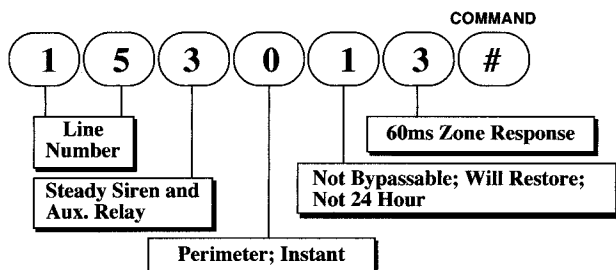 COMMAND
1 5 3 0 1 3 #
Line
Number
60ms Zone Response
Steady Siren and
Aux. Relay
Not Bypassable; Will Restore;
Not 24 Hour
Perimeter; Instant